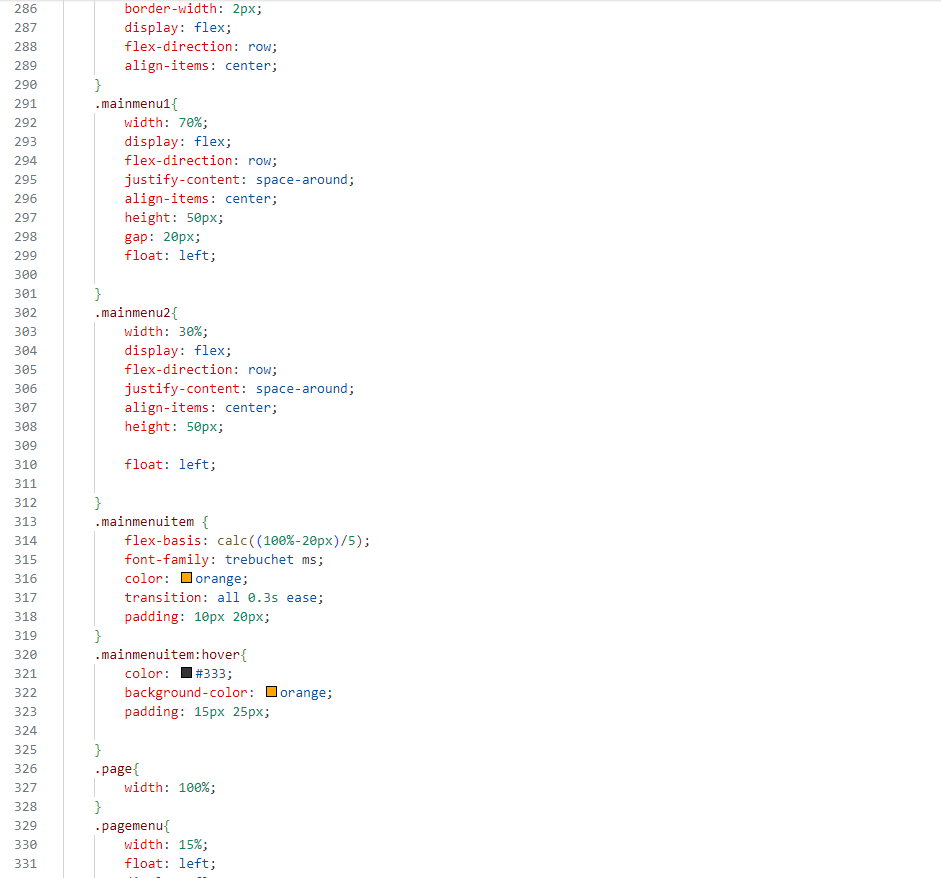 286 border-width: 2px;
287 display: flex;
288 flex-direction: row;
289 align-items: center;
290 }
291 .mainmenu1{
292 width: 70%;
293 display: flex;
294 flex-direction: row;
295 justify-content: space-around;
296 align-items: center;
297 height: 50px;
298 gap: 20px;
299 float: left;
300
301 }
302 .mainmenu2{
303 width: 30%;
304 display: flex;
305 flex-direction: row;
306 justify-content: space-around;
307 align-items: center;
308 height: 50px;
309
310 float: left;
311
312 }
313 .mainmenuitem {
314 flex-basis: calc((100%-20px)/5);
315 font-family: trebuchet ms;
316 color: orange;
317 transition: all 0.3s ease;
318 padding: 10px 20px;
319 }
320 .mainmenuitem:hover{
321 color: #333;
322 background-color: orange;
323 padding: 15px 25px;
324
325 }
326 .page{
327 width: 100%;
328 }
329 .pagemenu{
330 width: 15%;
331 float: left;